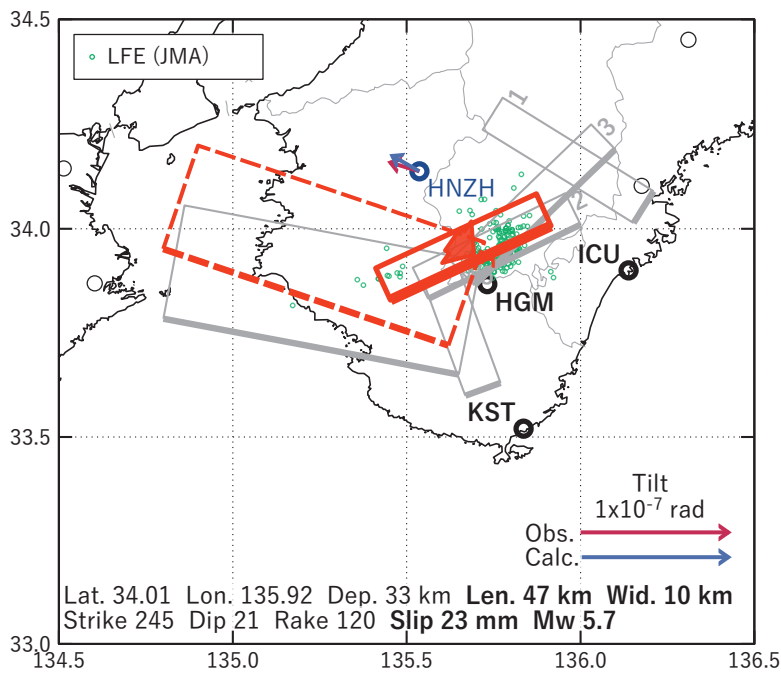 34.5
LFE (JMA)
1
3
HNZH
2
34.0
ICU
HGM
KST
33.5
Tilt
1x10⁻⁷ rad
Obs.
Calc.
Lat. 34.01 Lon. 135.92 Dep. 33 km Len. 47 km Wid. 10 km
Strike 245 Dip 21 Rake 120 Slip 23 mm Mw 5.7
33.0
134.5 135.0 135.5 136.0 136.5